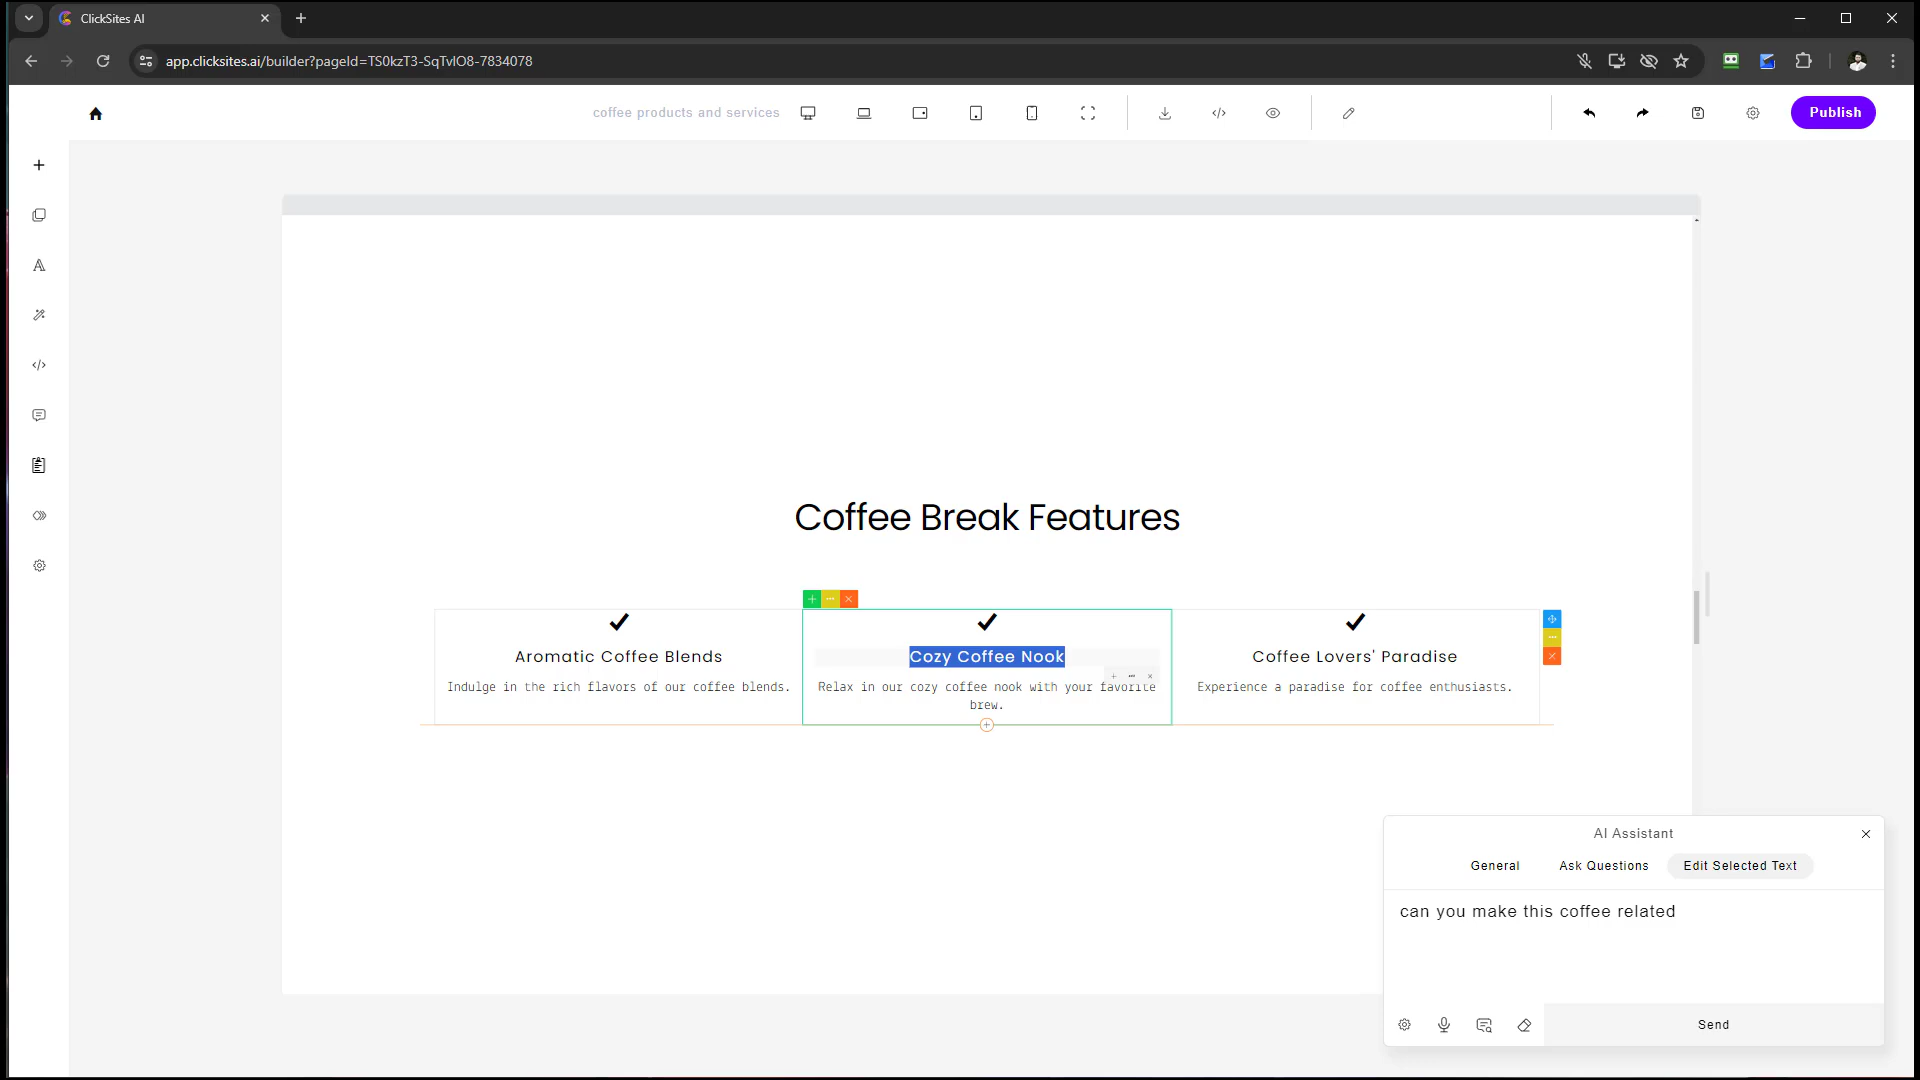 ClickSites AI
app.clicksites.ai/builder?pageId=TS0kzT3-SqTvlO8-7834078
coffee products and services
Publish
Coffee Break Features
Aromatic Coffee Blends
Indulge in the rich flavors of our coffee blends.
Cozy Coffee Nook
Relax in our cozy coffee nook with your favorite
brew.
Coffee Lovers' Paradise
Experience a paradise for coffee enthusiasts.
AI Assistant
General
Ask Questions
Edit Selected Text
can you make this coffee related
Send